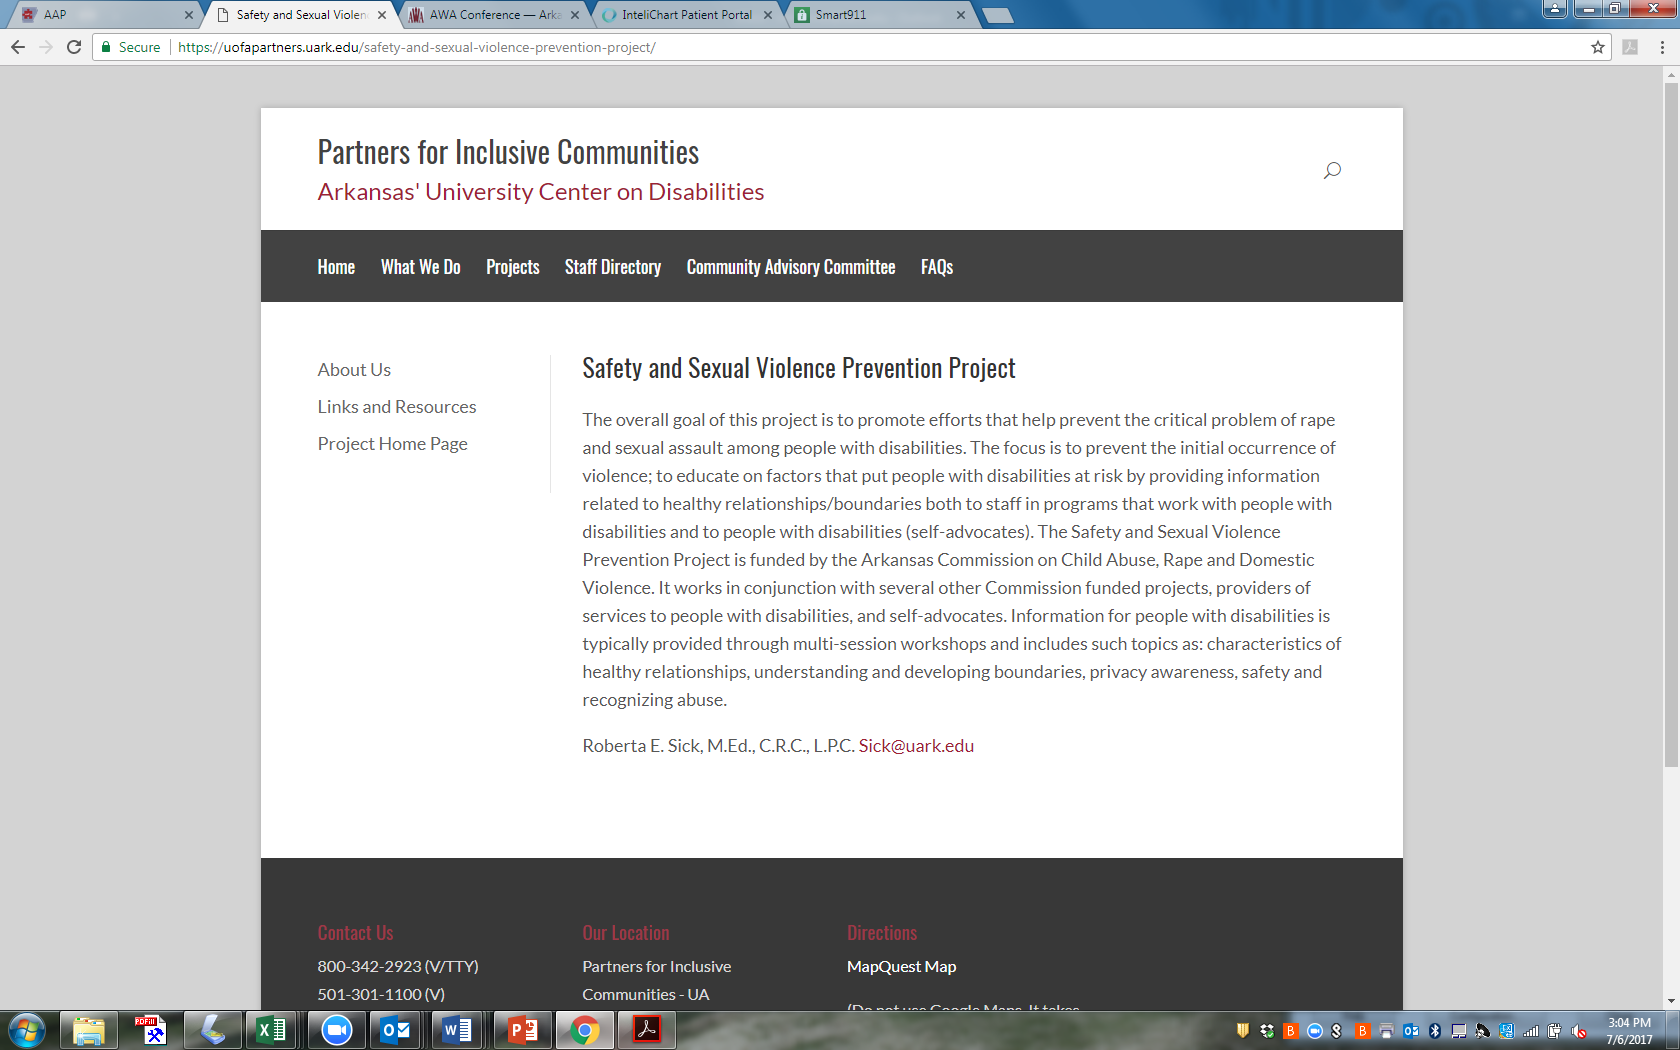 AAP
Safety and Sexual Violen
AWA Conference — Arka
InteliChart Patient Portal
Smart911
Secure
https://uofapartners.uark.edu/safety-and-sexual-violence-prevention-project/
Partners for Inclusive Communities
Arkansas' University Center on Disabilities
Home What We Do Projects Staff Directory Community Advisory Committee FAQs
About Us
Links and Resources
Project Home Page
Safety and Sexual Violence Prevention Project
The overall goal of this project is to promote efforts that help prevent the critical problem of rape
and sexual assault among people with disabilities. The focus is to prevent the initial occurrence of
violence; to educate on factors that put people with disabilities at risk by providing information
related to healthy relationships/boundaries both to staff in programs that work with people with
disabilities and to people with disabilities (self-advocates). The Safety and Sexual Violence
Prevention Project is funded by the Arkansas Commission on Child Abuse, Rape and Domestic
Violence. It works in conjunction with several other Commission funded projects, providers of
services to people with disabilities, and self-advocates. Information for people with disabilities is
typically provided through multi-session workshops and includes such topics as: characteristics of
healthy relationships, understanding and developing boundaries, privacy awareness, safety and
recognizing abuse.
Roberta E. Sick, M.Ed., C.R.C., L.P.C. Sick@uark.edu
Contact Us
800-342-2923 (V/TTY)
501-301-1100 (V)
Our Location
Partners for Inclusive
Communities - UA
Directions
MapQuest Map
(Do not use Google Maps. It takes
3:04 PM
7/6/2017